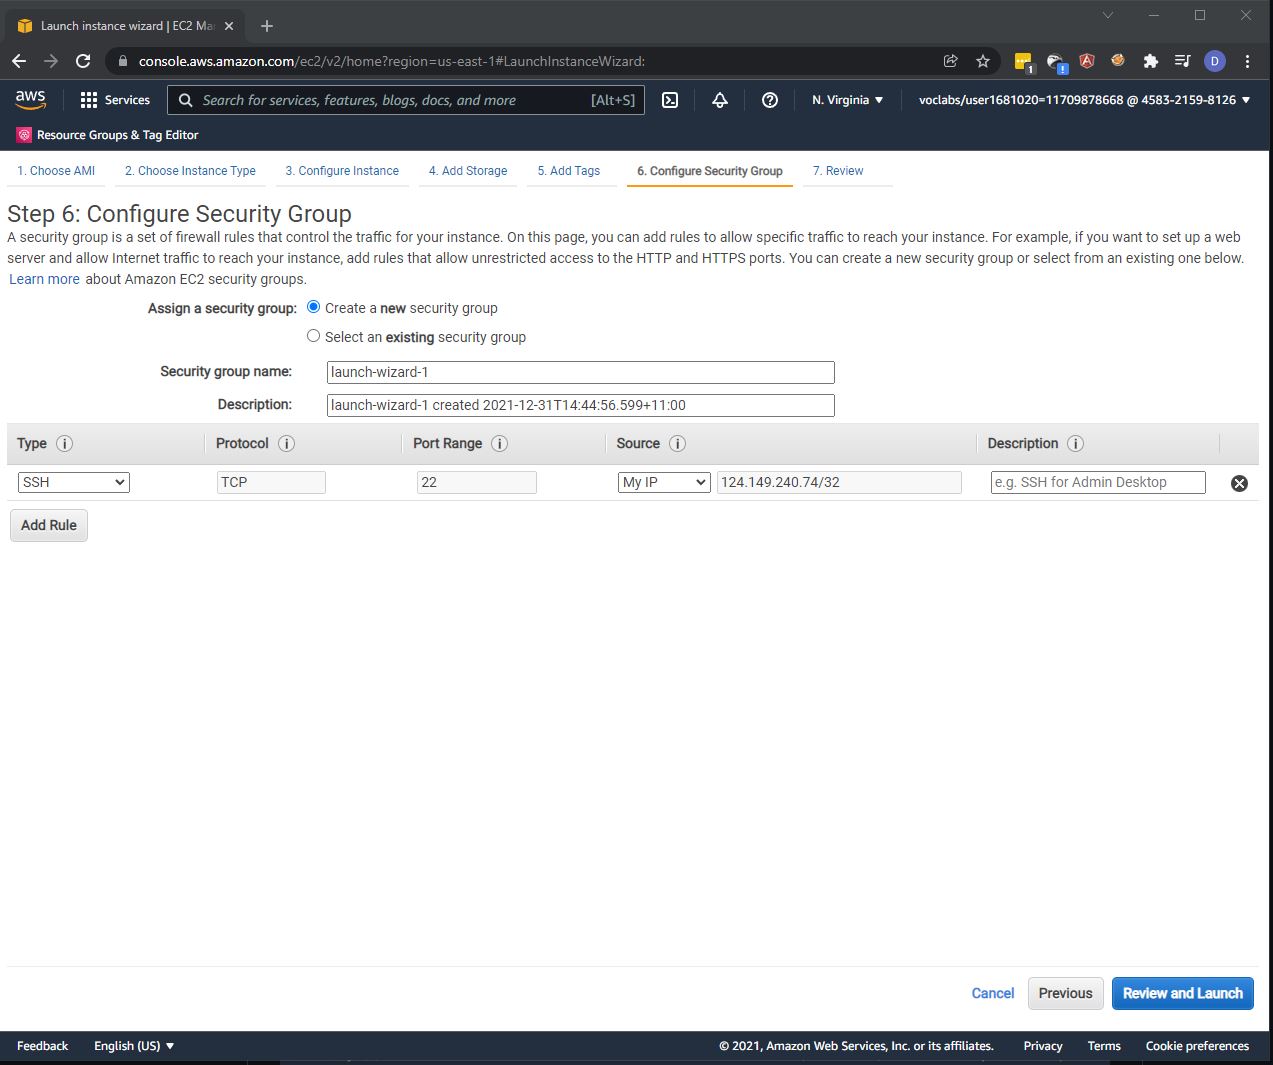 Launch instance wizard | EC2 Ma
console.aws.amazon.com/ec2/v2/home?region=us-east-1#LaunchInstanceWizard:
1
!
D
aws
Services
Search for services, features, blogs, docs, and more
[Alt+S]
N. Virginia
voclabs/user1681020=11709878668 @ 4583-2159-8126
Resource Groups & Tag Editor
1. Choose AMI
2. Choose Instance Type
3. Configure Instance
4. Add Storage
5. Add Tags
6. Configure Security Group
7. Review
Step 6: Configure Security Group
A security group is a set of firewall rules that control the traffic for your instance. On this page, you can add rules to allow specific traffic to reach your instance. For example, if you want to set up a web
server and allow Internet traffic to reach your instance, add rules that allow unrestricted access to the HTTP and HTTPS ports. You can create a new security group or select from an existing one below.
Learn more about Amazon EC2 security groups.
Assign a security group: Create a new security group
Select an existing security group
Security group name: launch-wizard-1
Description: launch-wizard-1 created 2021-12-31T14:44:56.599+11:00
Type i Protocol i Port Range i Source i Description i
SSH TCP 22 My IP 124.149.240.74/32 e.g. SSH for Admin Desktop
Add Rule
Cancel Previous Review and Launch
Feedback English (US) © 2021, Amazon Web Services, Inc. or its affiliates. Privacy Terms Cookie preferences